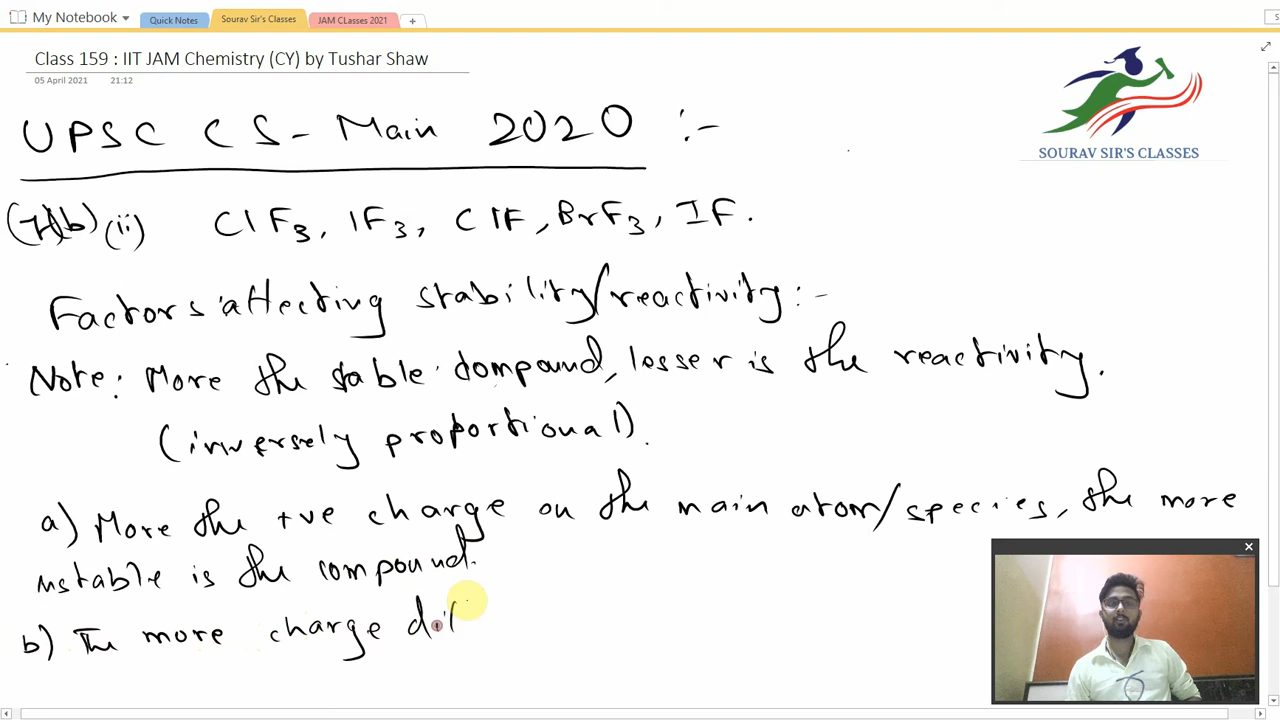 My Notebook
Quick Notes
Sourav Sir's Classes
JAM CLasses 2021
Class 159 : IIT JAM Chemistry (CY) by Tushar Shaw
05 April 2021 21:12
SOURAV SIR'S CLASSES
UPSC CS - Main 2020 :-
(b) (ii) ClF3, IF3, ClF, BrF3, IF.
Factors affecting stability/reactivity :-
Note: More the stable compound, lesser is the reactivity.
(inversely proportional).
a) More the +ve charge on the main atom/species, the more
unstable is the compound.
b) The more charge